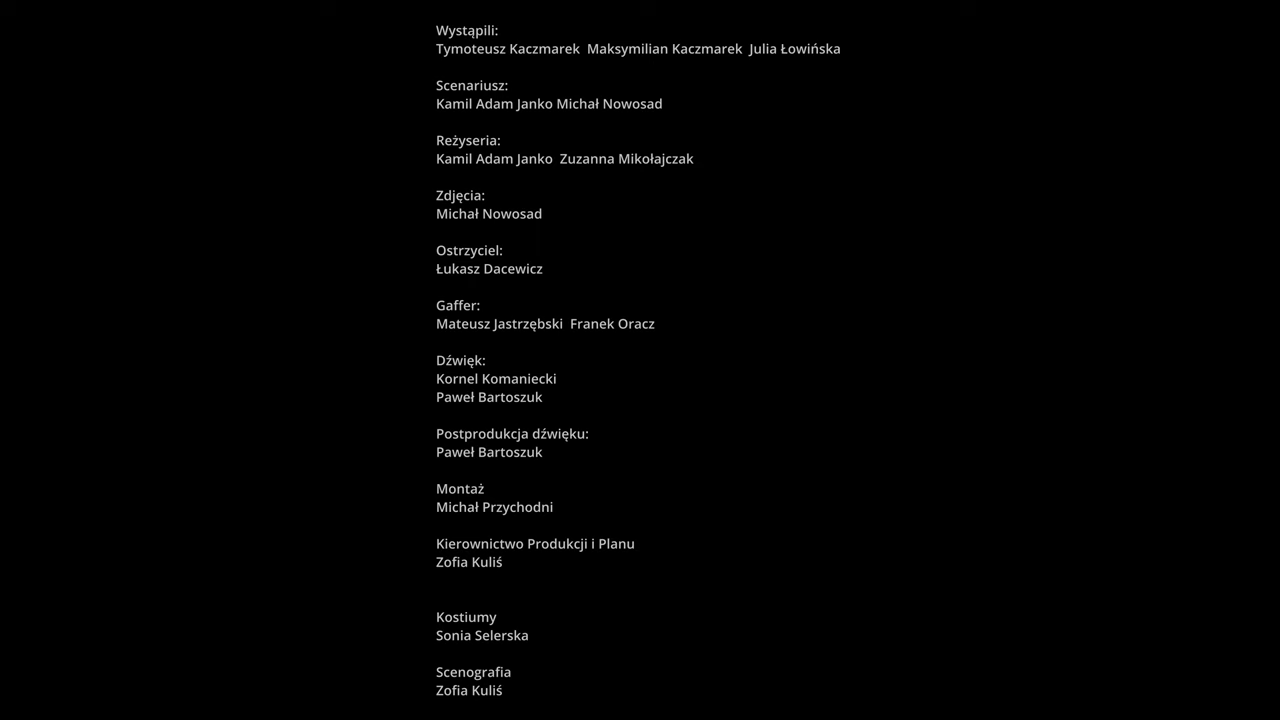 Wystąpili:
Tymoteusz Kaczmarek  Maksymilian Kaczmarek  Julia Łowińska
Scenariusz:
Kamil Adam Janko Michał Nowosad
Reżyseria:
Kamil Adam Janko  Zuzanna Mikołajczak
Zdjęcia:
Michał Nowosad
Ostrzyciel:
Łukasz Dacewicz
Gaffer:
Mateusz Jastrzębski  Franek Oracz
Dźwięk:
Kornel Komaniecki
Paweł Bartoszuk
Postprodukcja dźwięku:
Paweł Bartoszuk
Montaż
Michał Przychodni
Kierownictwo Produkcji i Planu
Zofia Kuliś
Kostiumy
Sonia Selerska
Scenografia
Zofia Kuliś